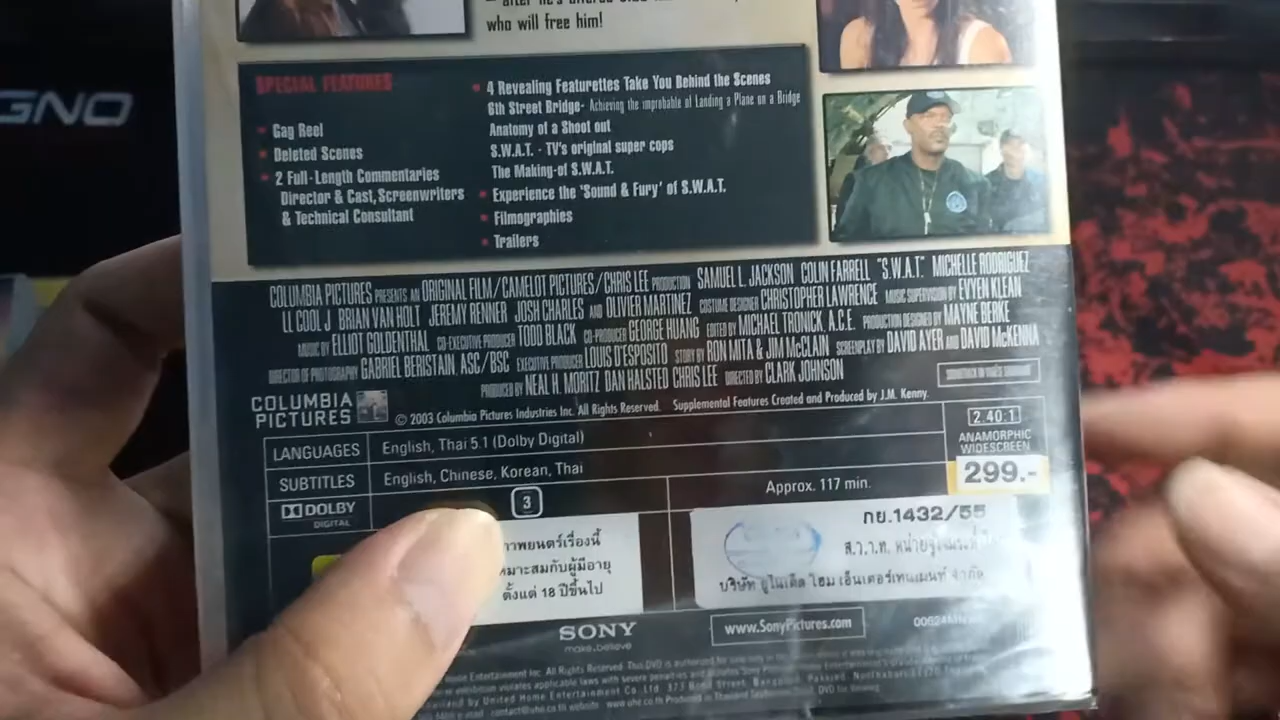 GNO
who will free him!
SPECIAL FEATURES
Gag Reel
Deleted Scenes
2 Full-Length Commentaries
Director & Cast, Screenwriters
& Technical Consultant
4 Revealing Featurettes Take You Behind the Scenes
6th Street Bridge- Achieving the improbable of Landing a Plane on a Bridge
Anatomy of a Shoot out
S.W.A.T. - TV's original super cops
The Making-of S.W.A.T.
Experience the 'Sound & Fury' of S.W.A.T.
Filmographies
Trailers
COLUMBIA PICTURES PRESENTS AN ORIGINAL FILM/CAMELOT PICTURES/CHRIS LEE PRODUCTION SAMUEL L. JACKSON COLIN FARRELL "S.W.A.T." MICHELLE RODRIGUEZ
LL COOL J BRIAN VAN HOLT JEREMY RENNER JOSH CHARLES AND OLIVIER MARTINEZ COSTUME DESIGNER CHRISTOPHER LAWRENCE MUSIC SUPERVISION BY EVYEN KLEAN
MUSIC BY ELLIOT GOLDENTHAL CO-EXECUTIVE PRODUCER TODD BLACK CO-PRODUCER GEORGE HUANG EDITED BY MICHAEL TRONICK, A.C.E. PRODUCTION DESIGNED BY MAYNE BERKE
DIRECTOR OF PHOTOGRAPHY GABRIEL BERISTAIN, ASC/BSC EXECUTIVE PRODUCER LOUIS D'ESPOSITO STORY BY RON MITA & JIM McCLAIN SCREENPLAY BY DAVID AYER AND DAVID McKENNA
PRODUCED BY NEAL H. MORITZ DAN HALSTED CHRIS LEE DIRECTED BY CLARK JOHNSON
COLUMBIA
PICTURES
© 2003 Columbia Pictures Industries Inc. All Rights Reserved. Supplemental Features Created and Produced by J.M. Kenny.
LANGUAGES English, Thai 5.1 (Dolby Digital)
SUBTITLES English, Chinese, Korean, Thai
2.40:1
ANAMORPHIC
WIDESCREEN
299.-
DOLBY
DIGITAL
3
Approx. 117 min.
าพยนตร์เรื่องนี้
หมาะสมกับผู้มีอายุ
ตั้งแต่ 18 ปีขึ้นไป
กย.1432/55
ส.ว.า.ท. หน่วย
บริษัท ยูไนเต็ด โฮม เอ็นเตอร์เทนเมนท์ จำกัด
SONY
make.believe
www.SonyPictures.com